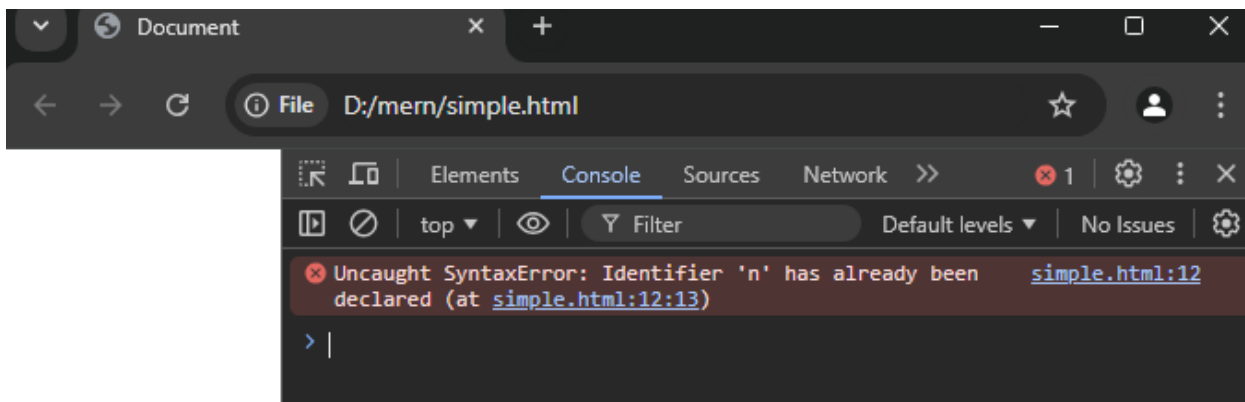 Document
File D:/mern/simple.html
Elements Console Sources Network 1
top Filter Default levels No Issues
Uncaught SyntaxError: Identifier 'n' has already been simple.html:12
declared (at simple.html:12:13)